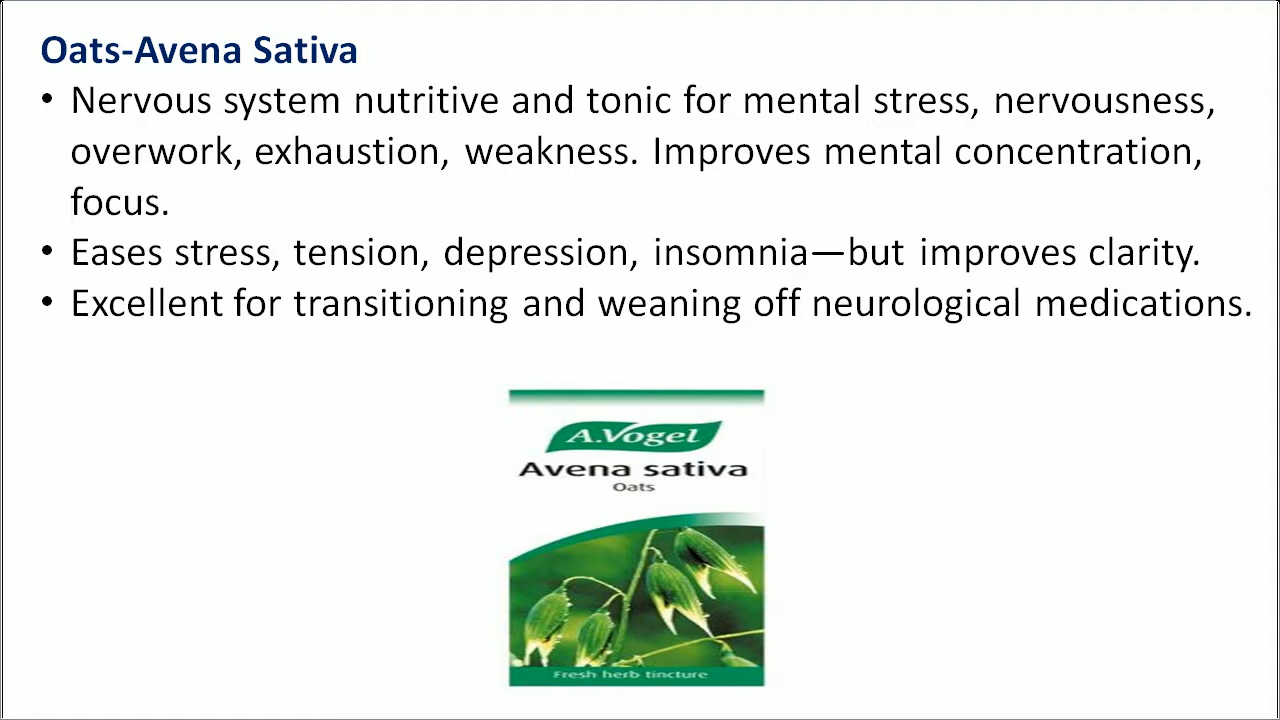 Oats-Avena Sativa
• Nervous system nutritive and tonic for mental stress, nervousness,
overwork, exhaustion, weakness. Improves mental concentration,
focus.
• Eases stress, tension, depression, insomnia—but improves clarity.
• Excellent for transitioning and weaning off neurological medications.
A.Vogel
Avena sativa
Oats
Fresh herb tincture